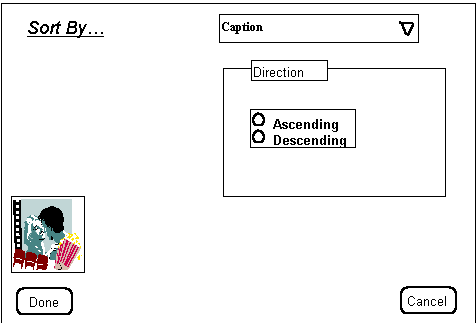 Sort By...
Caption
Direction
Ascending
Descending
Done
Cancel